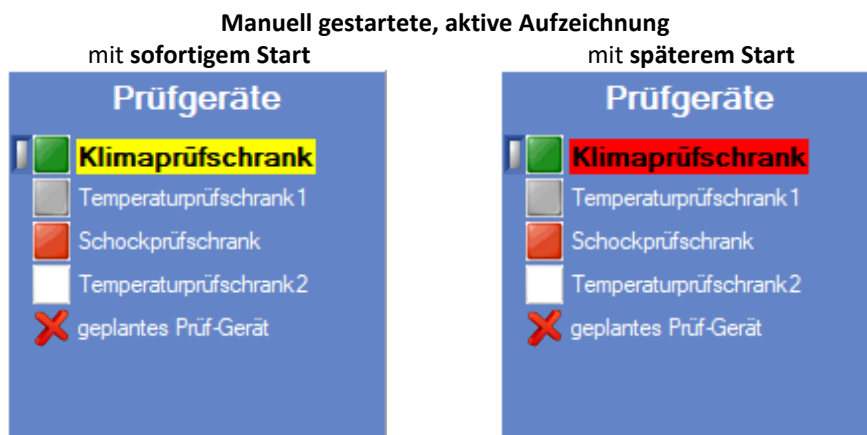 Manuell gestartete, aktive Aufzeichnung
mit sofortigem Start
Prüfgeräte
Klimaprüfschrank
Temperaturprüfschrank1
Schockprüfschrank
Temperaturprüfschrank2
geplantes Prüf-Gerät
mit späterem Start
Prüfgeräte
Klimaprüfschrank
Temperaturprüfschrank1
Schockprüfschrank
Temperaturprüfschrank2
geplantes Prüf-Gerät